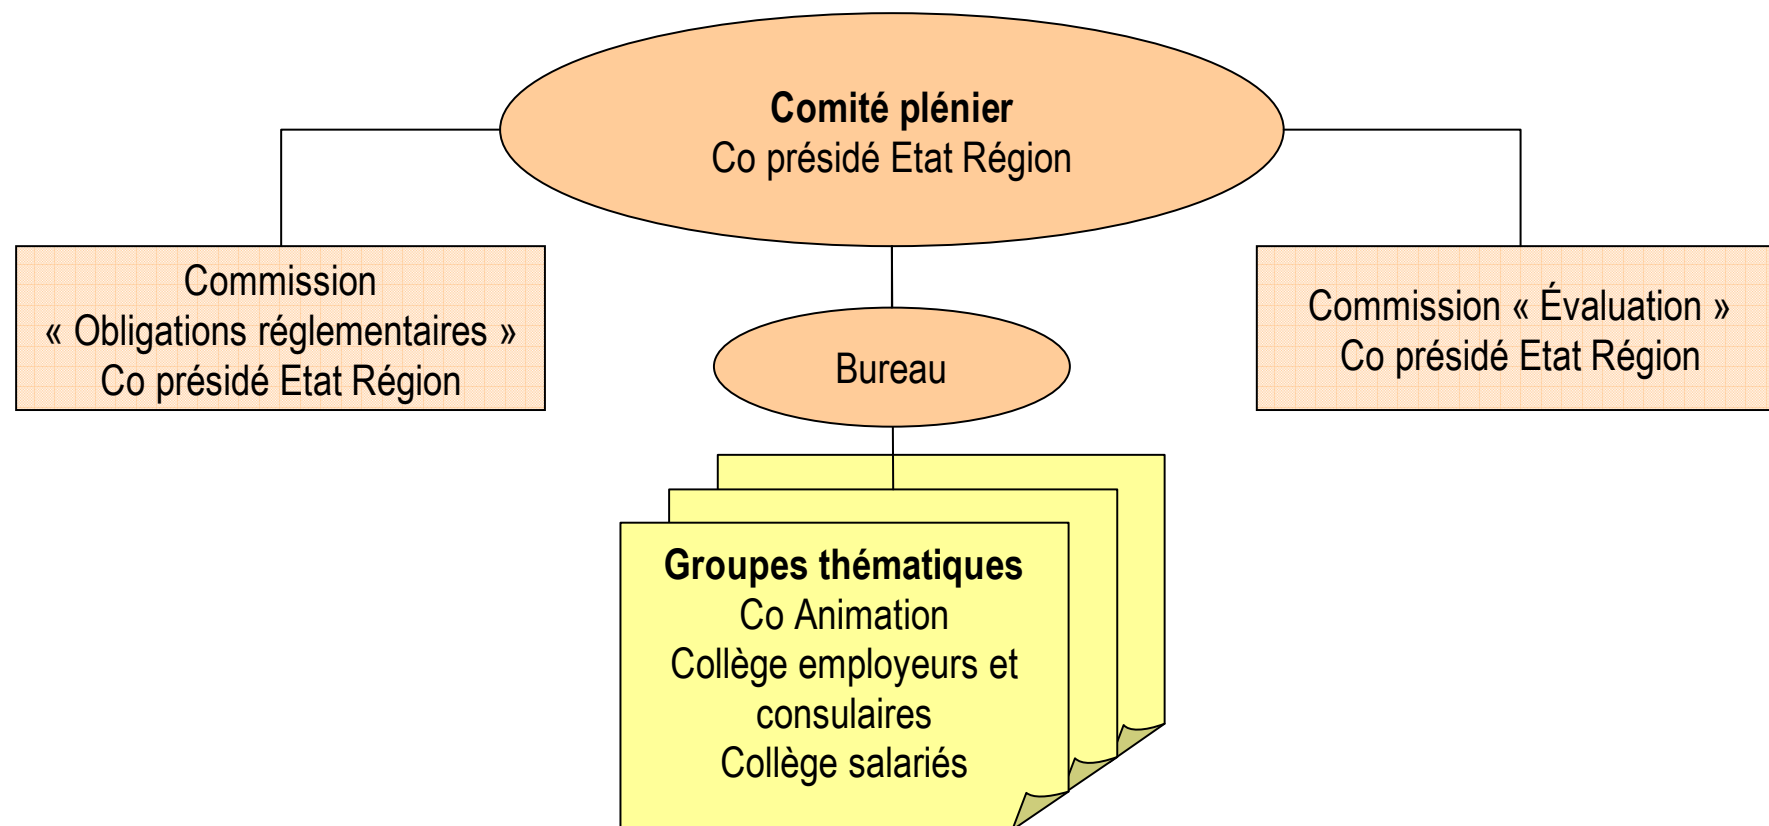 Comité plénier
Co présidé Etat Région
Commission
« Obligations réglementaires »
Co présidé Etat Région
Bureau
Commission « Évaluation »
Co présidé Etat Région
Groupes thématiques
Co Animation
Collège employeurs et
consulaires
Collège salariés